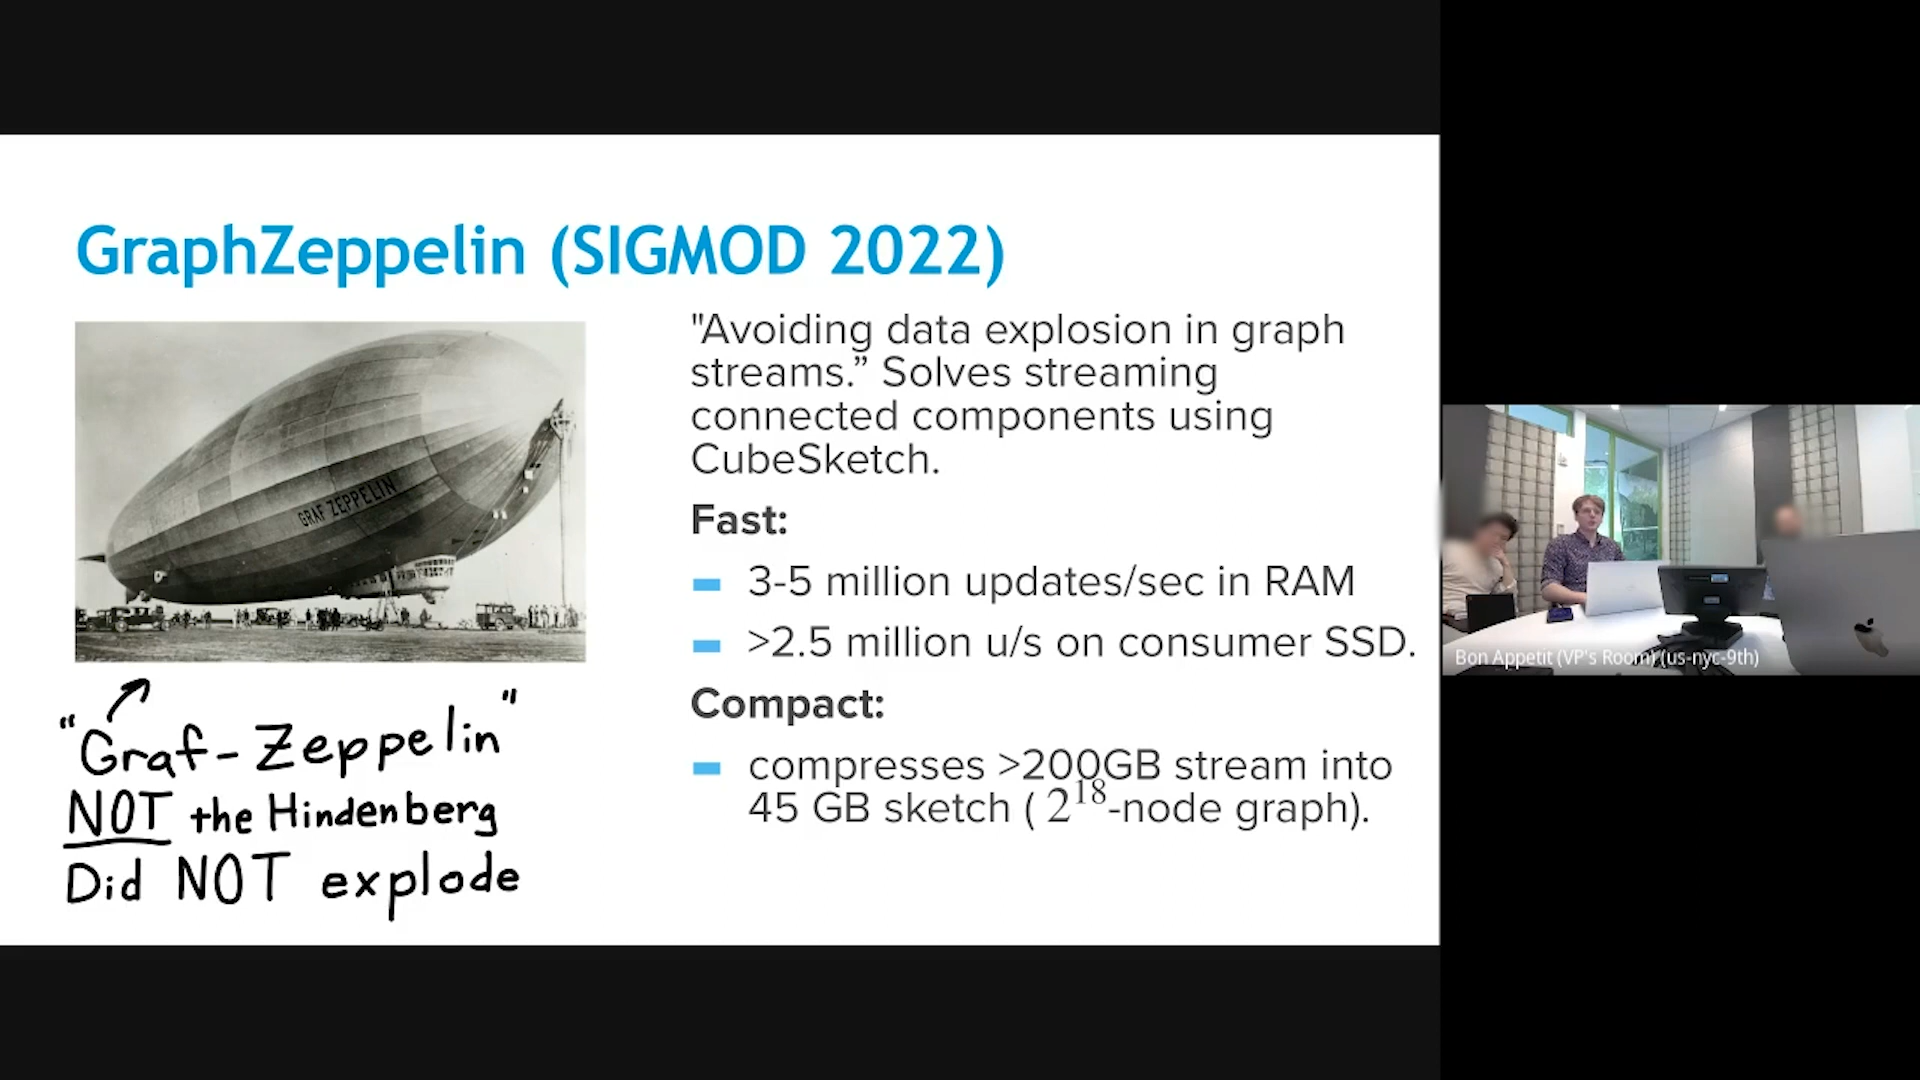 GraphZeppelin (SIGMOD 2022)
GRAF ZEPPELIN
"Graf-Zeppelin"
NOT the Hindenberg
Did NOT explode
"Avoiding data explosion in graph
streams.” Solves streaming
connected components using
CubeSketch.
Fast:
3-5 million updates/sec in RAM
>2.5 million u/s on consumer SSD.
Compact:
compresses >200GB stream into
45 GB sketch ( 2^18-node graph).
Bon Appetit (VP's Room) (us-nyc-9th)